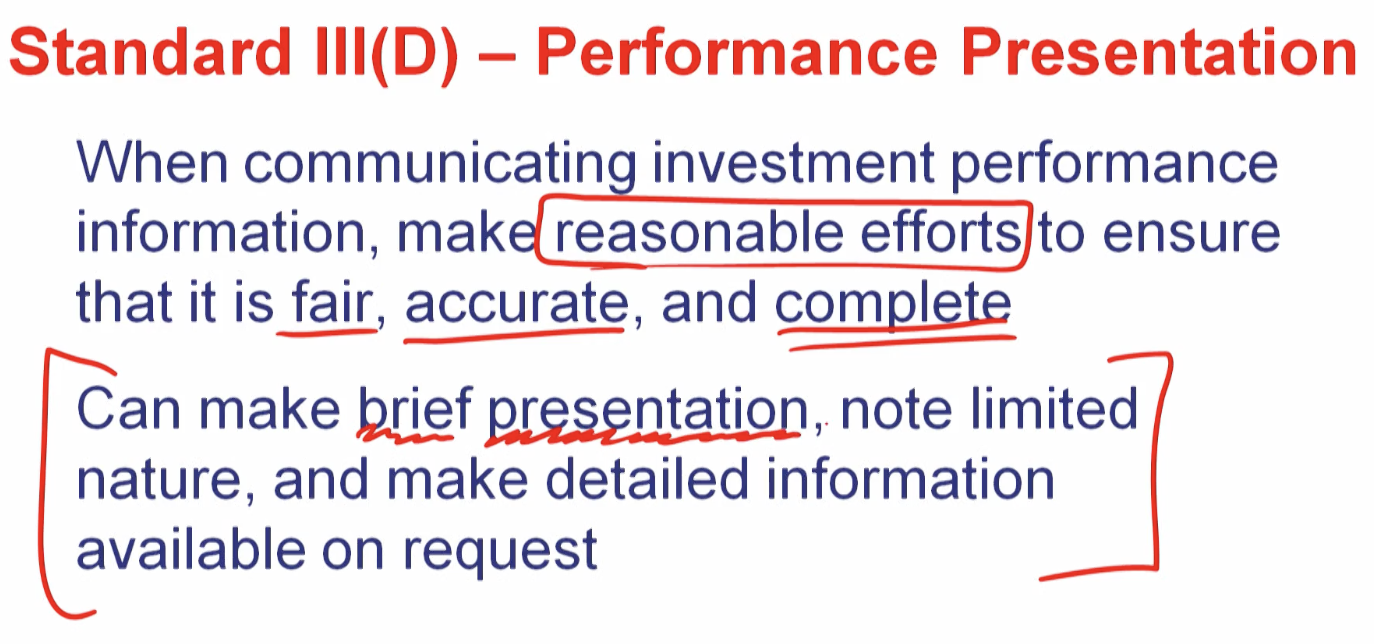 Standard III(D) – Performance Presentation
When communicating investment performance
information, make reasonable efforts to ensure
that it is fair, accurate, and complete
Can make brief presentation, note limited
nature, and make detailed information
available on request